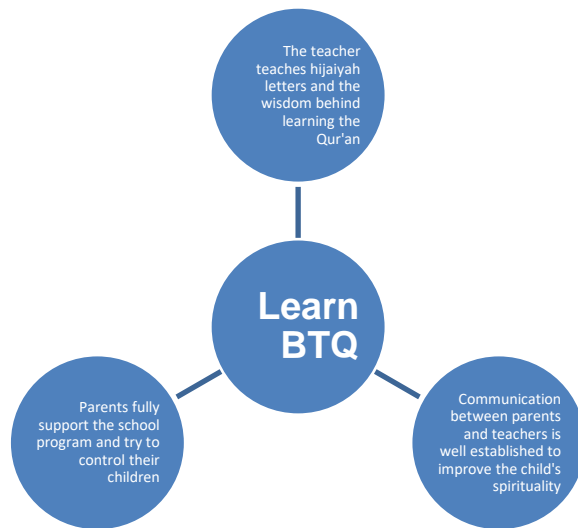 The teacher
teaches hijaiyah
letters and the
wisdom behind
learning the
Qur'an
Learn
BTQ
Parents fully
support the school
program and try to
control their
children
Communication
between parents
and teachers is
well established to
improve the child's
spirituality